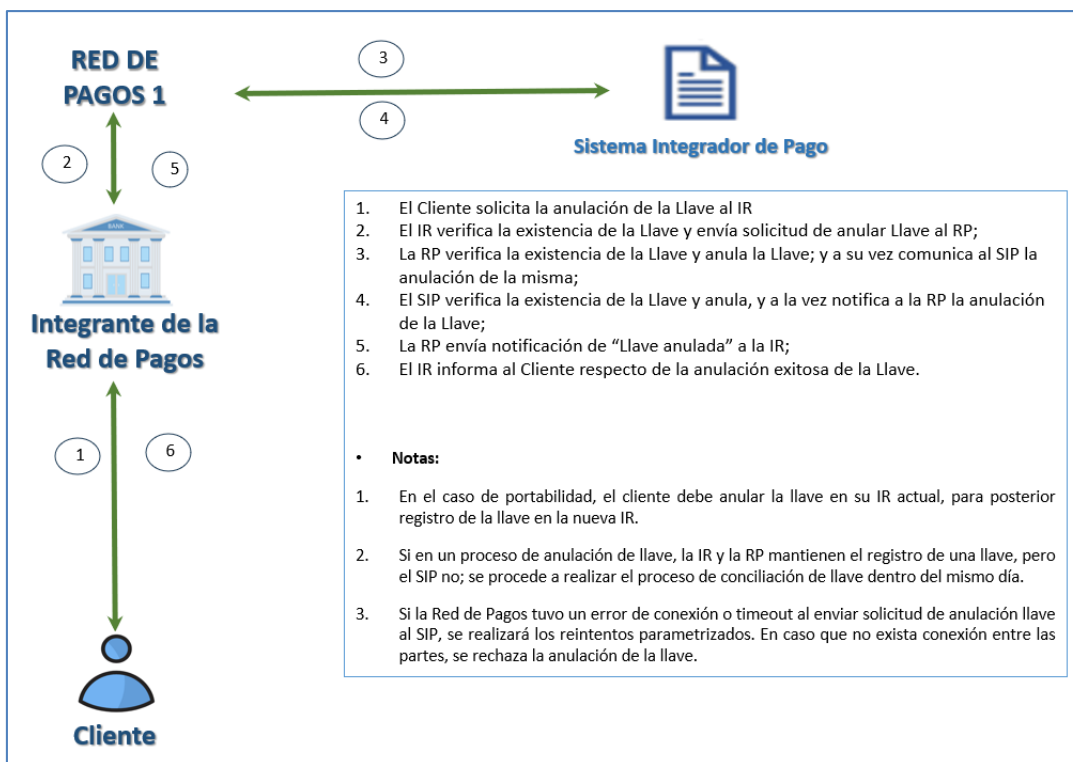 RED DE
PAGOS 1
3
4
Sistema Integrador de Pago
2
5
BANK
Integrante de la
Red de Pagos
1
6
Cliente
1. El Cliente solicita la anulación de la Llave al IR
2. El IR verifica la existencia de la Llave y envía solicitud de anular Llave al RP;
3. La RP verifica la existencia de la Llave y anula la Llave; y a su vez comunica al SIP la
anulación de la misma;
4. El SIP verifica la existencia de la Llave y anula, y a la vez notifica a la RP la anulación
de la Llave;
5. La RP envía notificación de “Llave anulada” a la IR;
6. El IR informa al Cliente respecto de la anulación exitosa de la Llave.
• Notas:
1. En el caso de portabilidad, el cliente debe anular la llave en su IR actual, para posterior
registro de la llave en la nueva IR.
2. Si en un proceso de anulación de llave, la IR y la RP mantienen el registro de una llave, pero
el SIP no; se procede a realizar el proceso de conciliación de llave dentro del mismo día.
3. Si la Red de Pagos tuvo un error de conexión o timeout al enviar solicitud de anulación llave
al SIP, se realizará los reintentos parametrizados. En caso que no exista conexión entre las
partes, se rechaza la anulación de la llave.